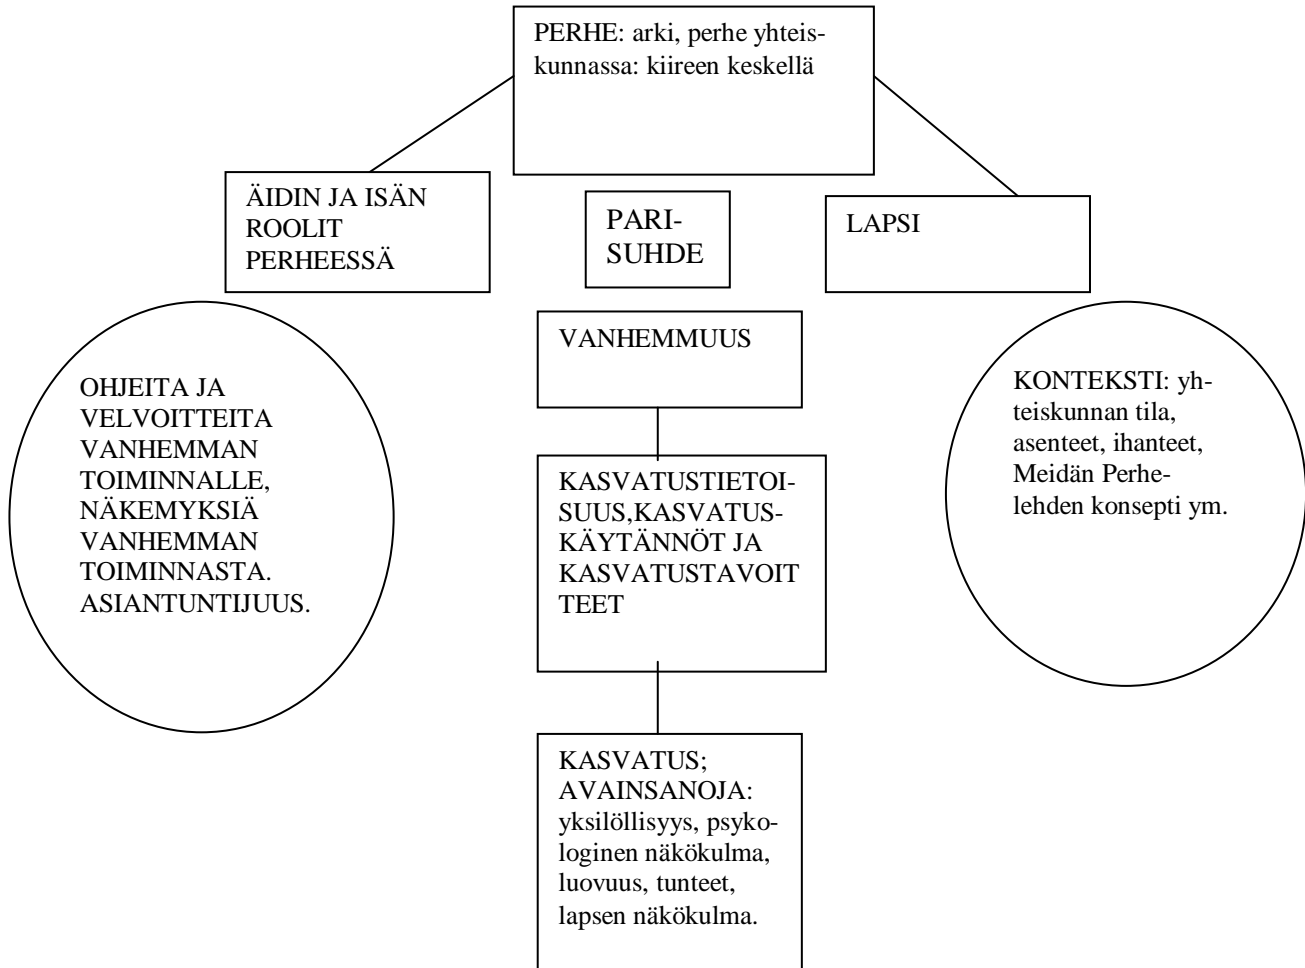 PERHE: arki, perhe yhteis-
kunnassa: kiireen keskellä
ÄIDIN JA ISÄN
ROOLIT
PERHEESSÄ
PARI-
SUHDE
LAPSI
VANHEMMUUS
OHJEITA JA
VELVOITTEITA
VANHEMMAN
TOIMINNALLE,
NÄKEMYKSIÄ
VANHEMMAN
TOIMINNASTA.
ASIANTUNTIJUUS.
KONTEKSTI: yh-
teiskunnan tila,
asenteet, ihanteet,
Meidän Perhe-
lehden konsepti ym.
KASVATUSTIETOI-
SUUS,KASVATUS-
KÄYTÄNNÖT JA
KASVATUSTAVOIT
TEET
KASVATUS;
AVAINSANOJA:
yksilöllisyys, psyko-
loginen näkökulma,
luovuus, tunteet,
lapsen näkökulma.